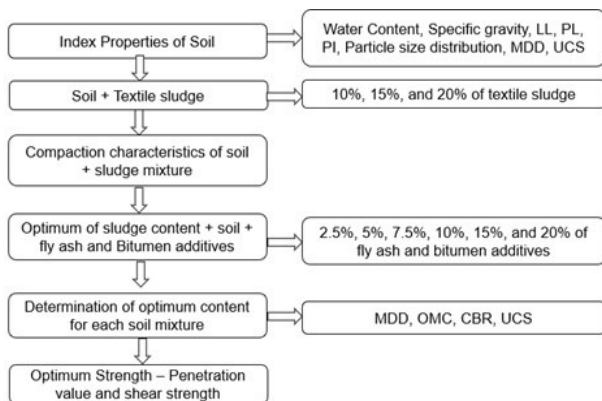 Index Properties of Soil
Water Content, Specific gravity, LL, PL,
PI, Particle size distribution, MDD, UCS
Soil + Textile sludge
10%, 15%, and 20% of textile sludge
Compaction characteristics of soil
+ sludge mixture
Optimum of sludge content + soil +
fly ash and Bitumen additives
2.5%, 5%, 7.5%, 10%, 15%, and 20% of
fly ash and bitumen additives
Determination of optimum content
for each soil mixture
MDD, OMC, CBR, UCS
Optimum Strength – Penetration
value and shear strength